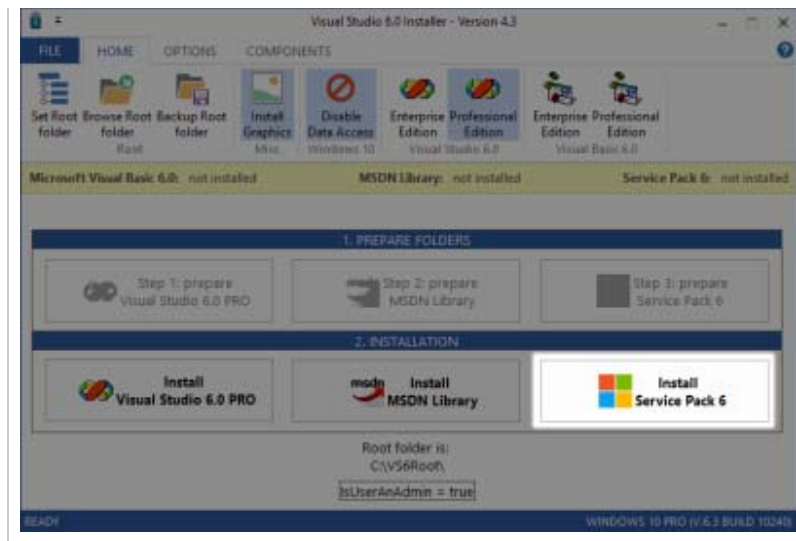 Visual Studio 6.0 Installer - Version 4.3
FILE HOME OPTIONS COMPONENTS
Set Root folder
Browse Root folder
Backup Root folder
Install Graphics
Disable Data Access
Enterprise Edition
Professional Edition
Enterprise Edition
Professional Edition
Root
Misc
Windows 10
Visual Studio 6.0
Visual Basic 6.0
Microsoft Visual Basic 6.0: not installed
MSDN Library: not installed
Service Pack 6: not installed
1. PREPARE FOLDERS
Step 1: prepare
Visual Studio 6.0 PRO
Step 2: prepare
MSDN Library
Step 3: prepare
Service Pack 6
2. INSTALLATION
Install
Visual Studio 6.0 PRO
msdn
Install
MSDN Library
Install
Service Pack 6
Root folder is:
C:\VS6Root\
IsUserAnAdmin = true
READY
WINDOWS 10 PRO (V.6.3 BUILD 10240)